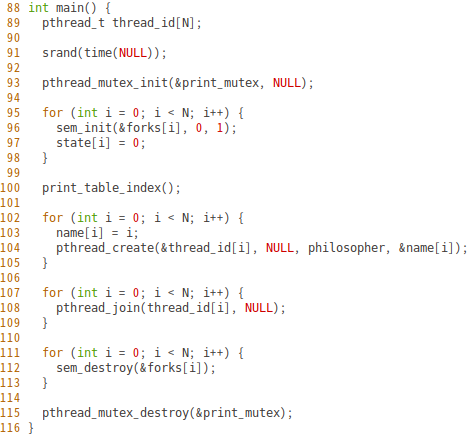 88 int main() {
89   pthread_t thread_id[N];
90
91   srand(time(NULL));
92
93   pthread_mutex_init(&print_mutex, NULL);
94
95   for (int i = 0; i < N; i++) {
96     sem_init(&forks[i], 0, 1);
97     state[i] = 0;
98   }
99
100   print_table_index();
101
102   for (int i = 0; i < N; i++) {
103     name[i] = i;
104     pthread_create(&thread_id[i], NULL, philosopher, &name[i]);
105   }
106
107   for (int i = 0; i < N; i++) {
108     pthread_join(thread_id[i], NULL);
109   }
110
111   for (int i = 0; i < N; i++) {
112     sem_destroy(&forks[i]);
113   }
114
115   pthread_mutex_destroy(&print_mutex);
116 }